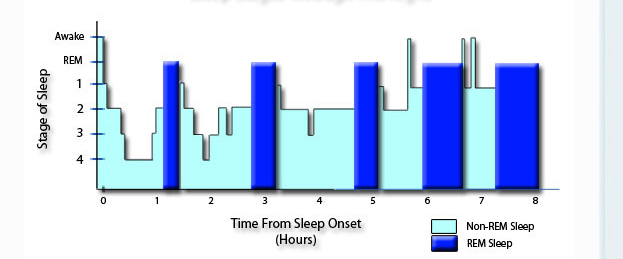 Awake
REM
1
2
3
4
Stage of Sleep
0 1 2 3 4 5 6 7 8
Time From Sleep Onset
(Hours)
Non-REM Sleep
REM Sleep